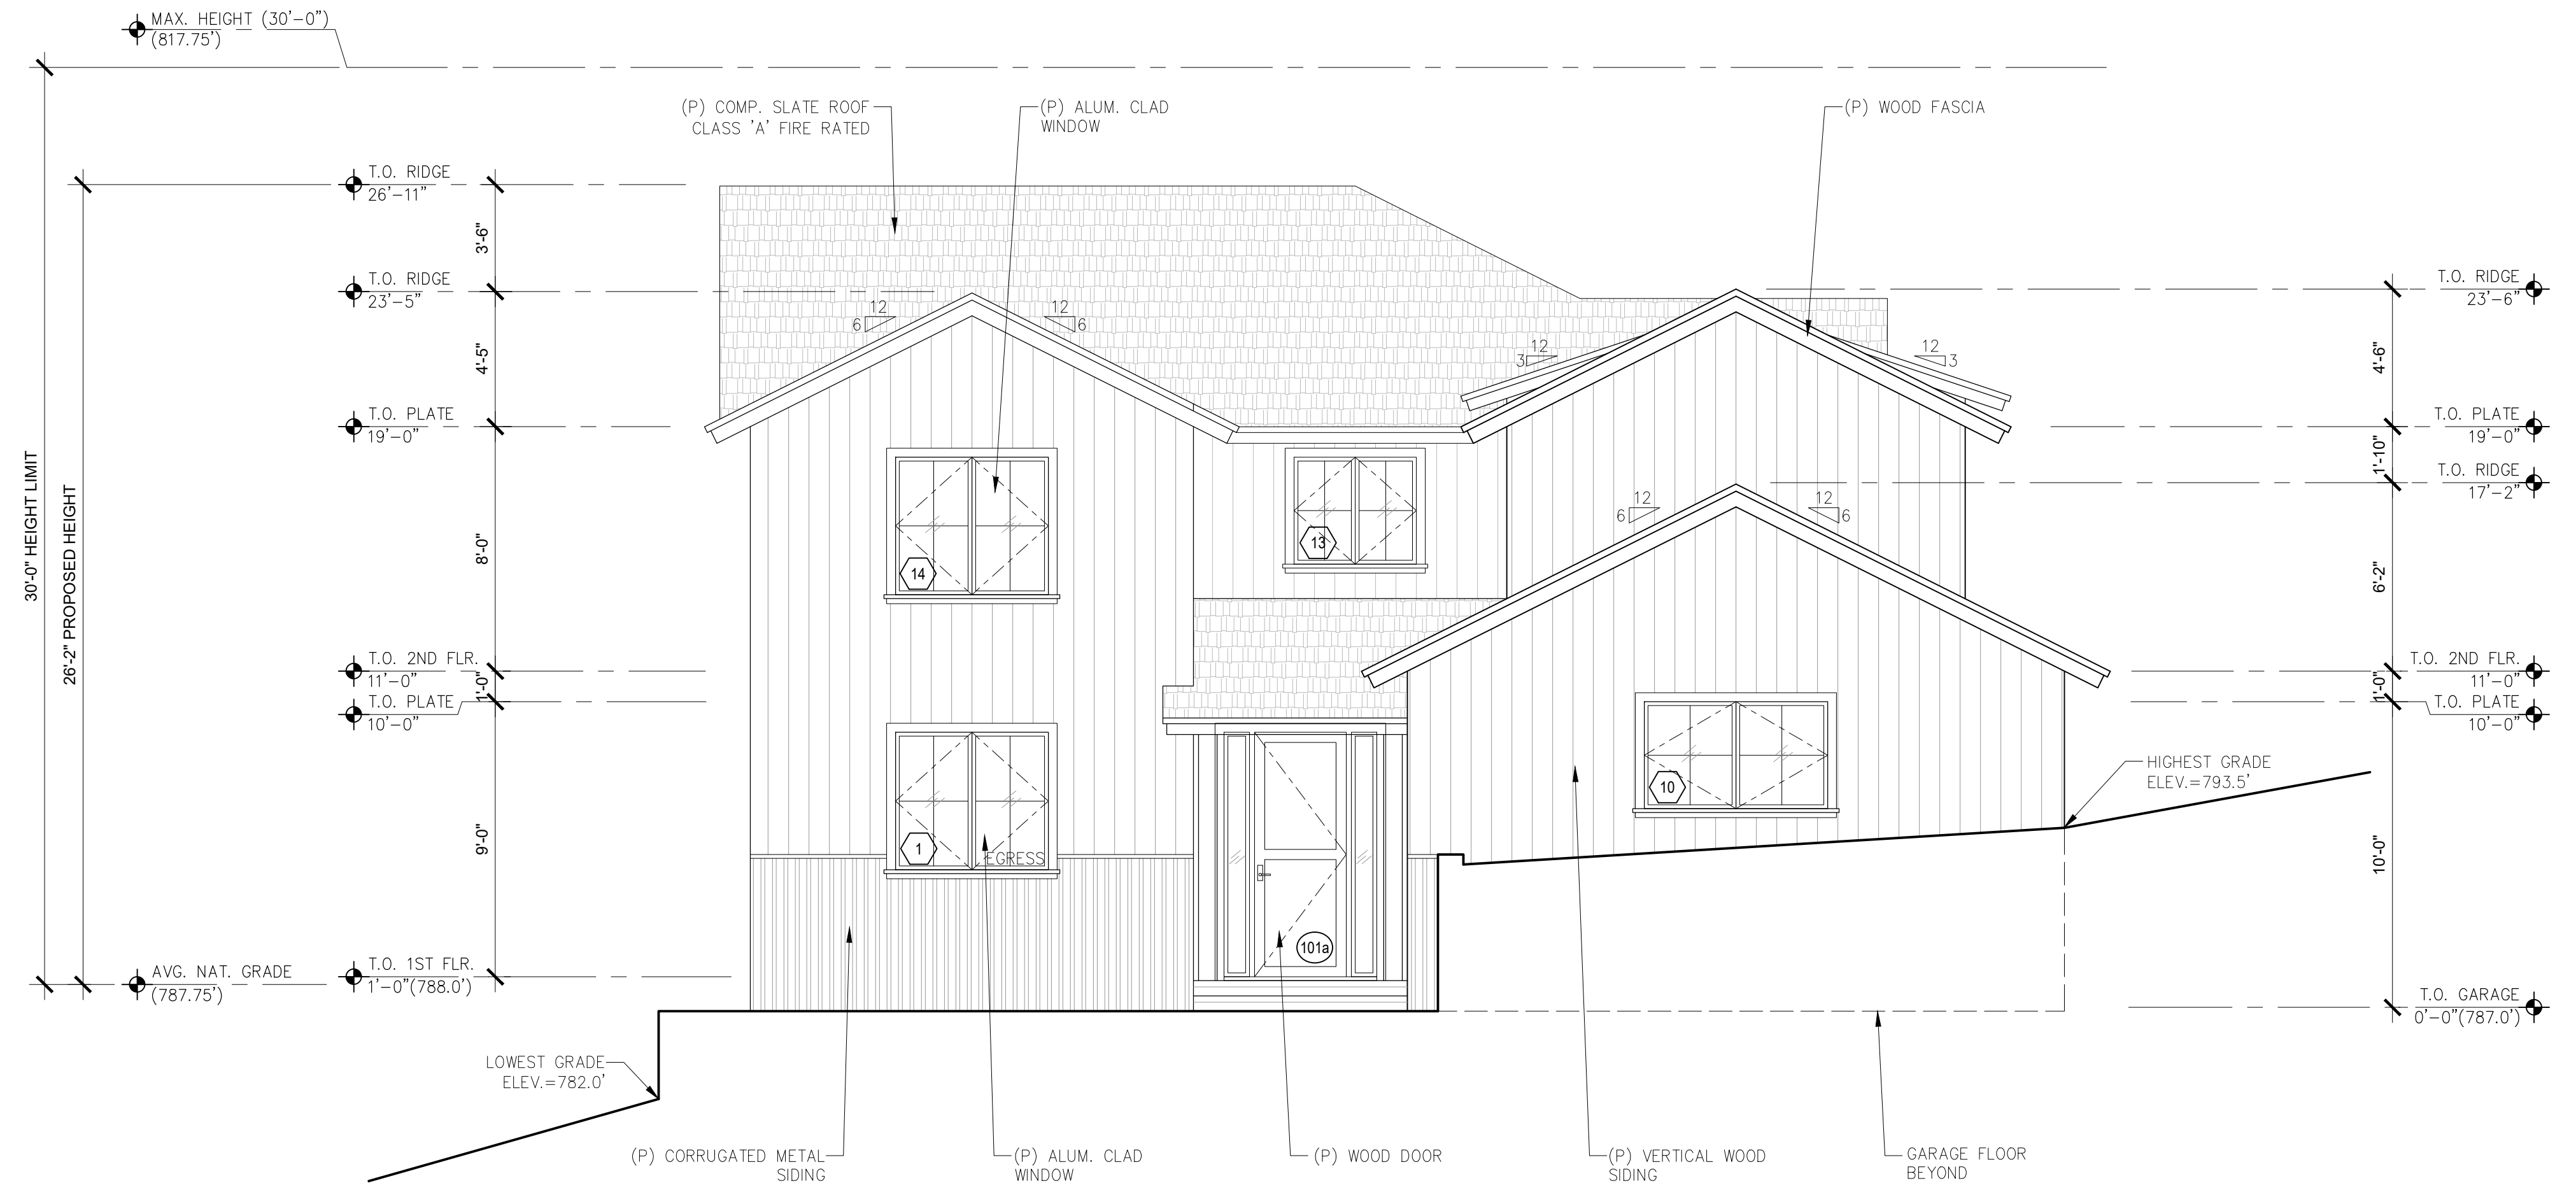 MAX. HEIGHT (30'-0")
(817.75')
(P) COMP. SLATE ROOF
CLASS 'A' FIRE RATED
(P) ALUM. CLAD
WINDOW
(P) WOOD FASCIA
T.O. RIDGE
26'-11"
3'-6"
T.O. RIDGE
23'-5"
4'-5"
T.O. PLATE
19'-0"
8'-0"
T.O. 2ND FLR.
11'-0"
1'-0"
T.O. PLATE
10'-0"
9'-0"
T.O. 1ST FLR.
1'-0"(788.0')
30'-0" HEIGHT LIMIT
26'-2" PROPOSED HEIGHT
AVG. NAT. GRADE
(787.75')
12
6
12
6
12
3
12
3
12
6
12
6
14
13
10
1
EGRESS
101a
T.O. RIDGE
23'-6"
4'-6"
T.O. PLATE
19'-0"
1'-10"
T.O. RIDGE
17'-2"
6'-2"
T.O. 2ND FLR.
11'-0"
1'-0"
T.O. PLATE
10'-0"
HIGHEST GRADE
ELEV.=793.5'
10'-0"
T.O. GARAGE
0'-0"(787.0')
LOWEST GRADE
ELEV.=782.0'
(P) CORRUGATED METAL
SIDING
(P) ALUM. CLAD
WINDOW
(P) WOOD DOOR
(P) VERTICAL WOOD
SIDING
GARAGE FLOOR
BEYOND